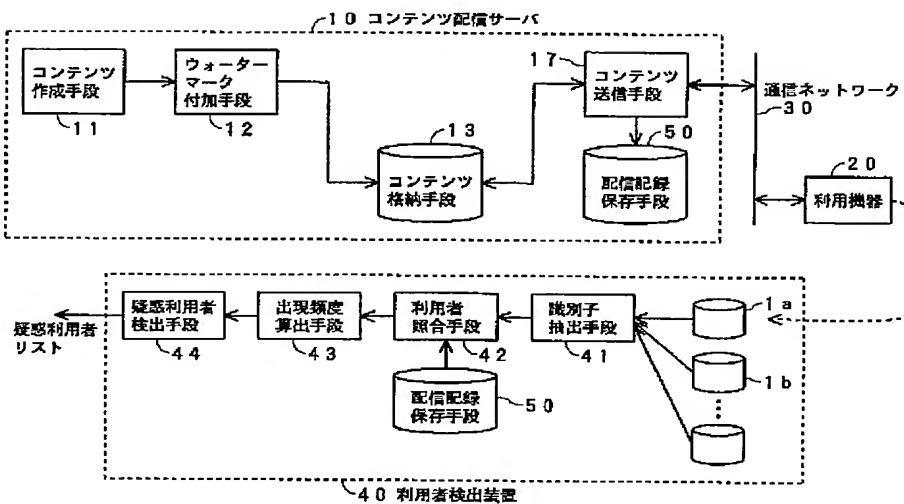 10 コンテンツ配信サーバ
コンテンツ
作成手段
11
ウォーター
マーク
付加手段
12
コンテンツ
格納手段
13
17
コンテンツ
送信手段
50
配信記録
保存手段
通信ネットワーク
30
20
利用機器
疑惑利用者
リスト
疑惑利用者
検出手段
44
出現頻度
算出手段
43
利用者
照合手段
42
識別子
抽出手段
41
配信記録
保存手段
50
1a
1b
40 利用者検出装置